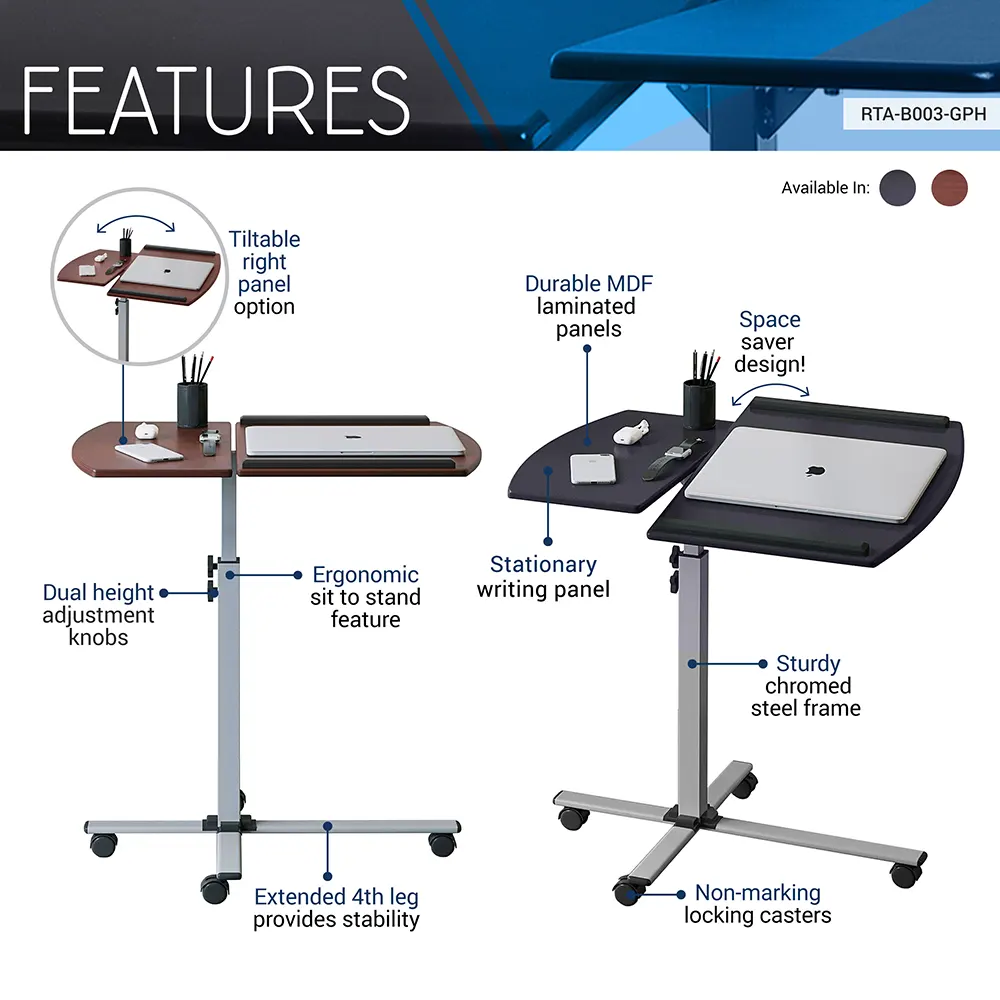 FEATURES
RTA-B003-GPH
Available In:
Tiltable
right
panel
option
Durable MDF
laminated
panels
Space
saver
design!
Stationary
writing panel
Dual height
adjustment
knobs
Ergonomic
sit to stand
feature
Sturdy
chromed
steel frame
Extended 4th leg
provides stability
Non-marking
locking casters